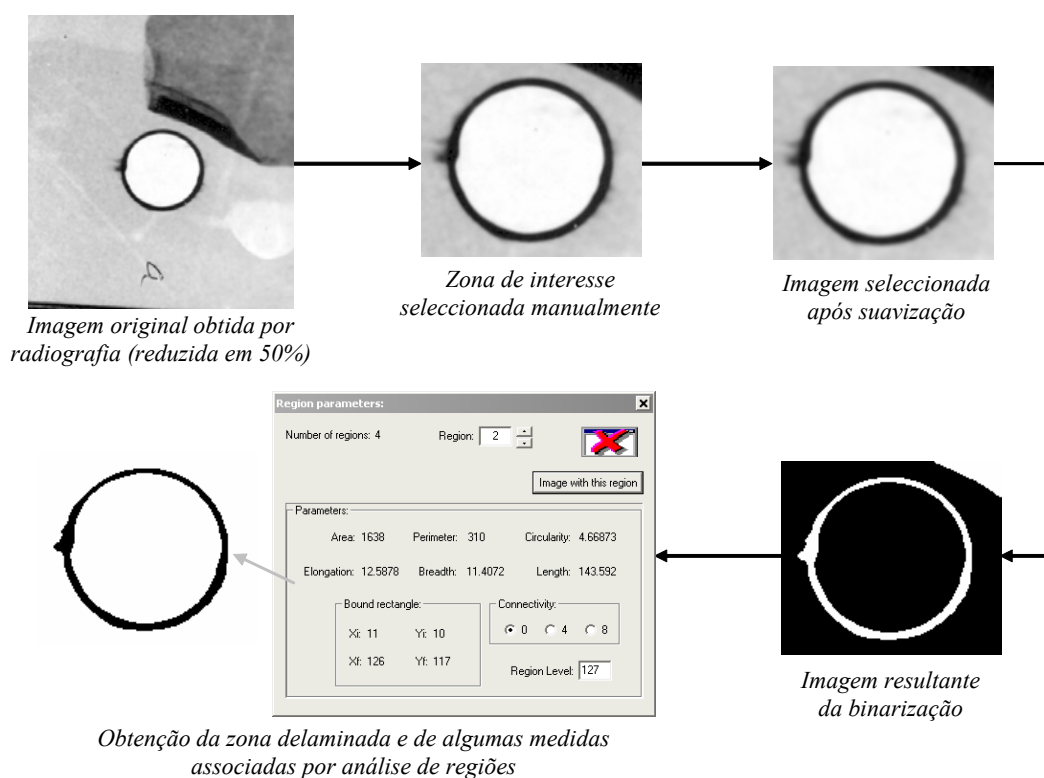 Imagem original obtida por
radiografia (reduzida em 50%)
Zona de interesse
seleccionada manualmente
Imagem seleccionada
após suavização
Region parameters:
Number of regions: 4 Region: 2
Image with this region
Parameters:
Area: 1638 Perimeter: 310 Circularity: 4.66873
Elongation: 12.5878 Breadth: 11.4072 Length: 143.592
Bound rectangle: Connectivity:
Xi: 11 Yi: 10 0 4 8
Xf: 126 Yf: 117
Region Level: 127
Obtenção da zona delaminada e de algumas medidas
associadas por análise de regiões
Imagem resultante
da binarização